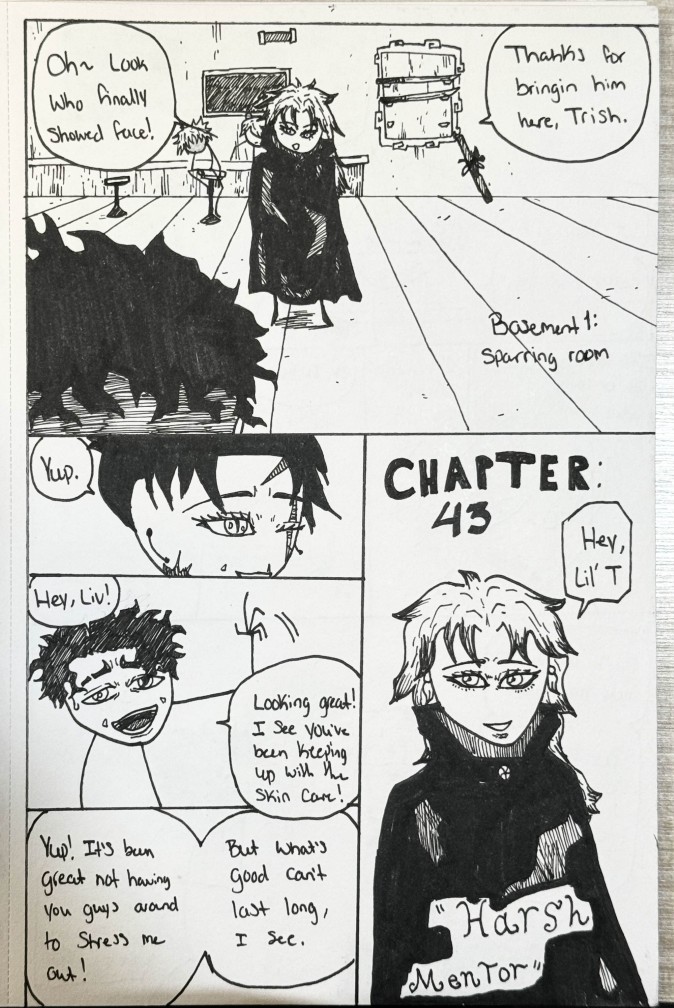 Oh~ Look
who finally
showed face!
Thanks for
bringin him
here, Trish.
Basement 1:
Sparring room
Yup.
CHAPTER:
43
Hey,
Lil' T
Hey, Liv!
Looking great!
I see you've
been keeping
up with the
skin care!
"Harsh
Mentor"
Yup! It's been
great not having
you guys around
to stress me
out!
But what's
good can't
last long,
I see.